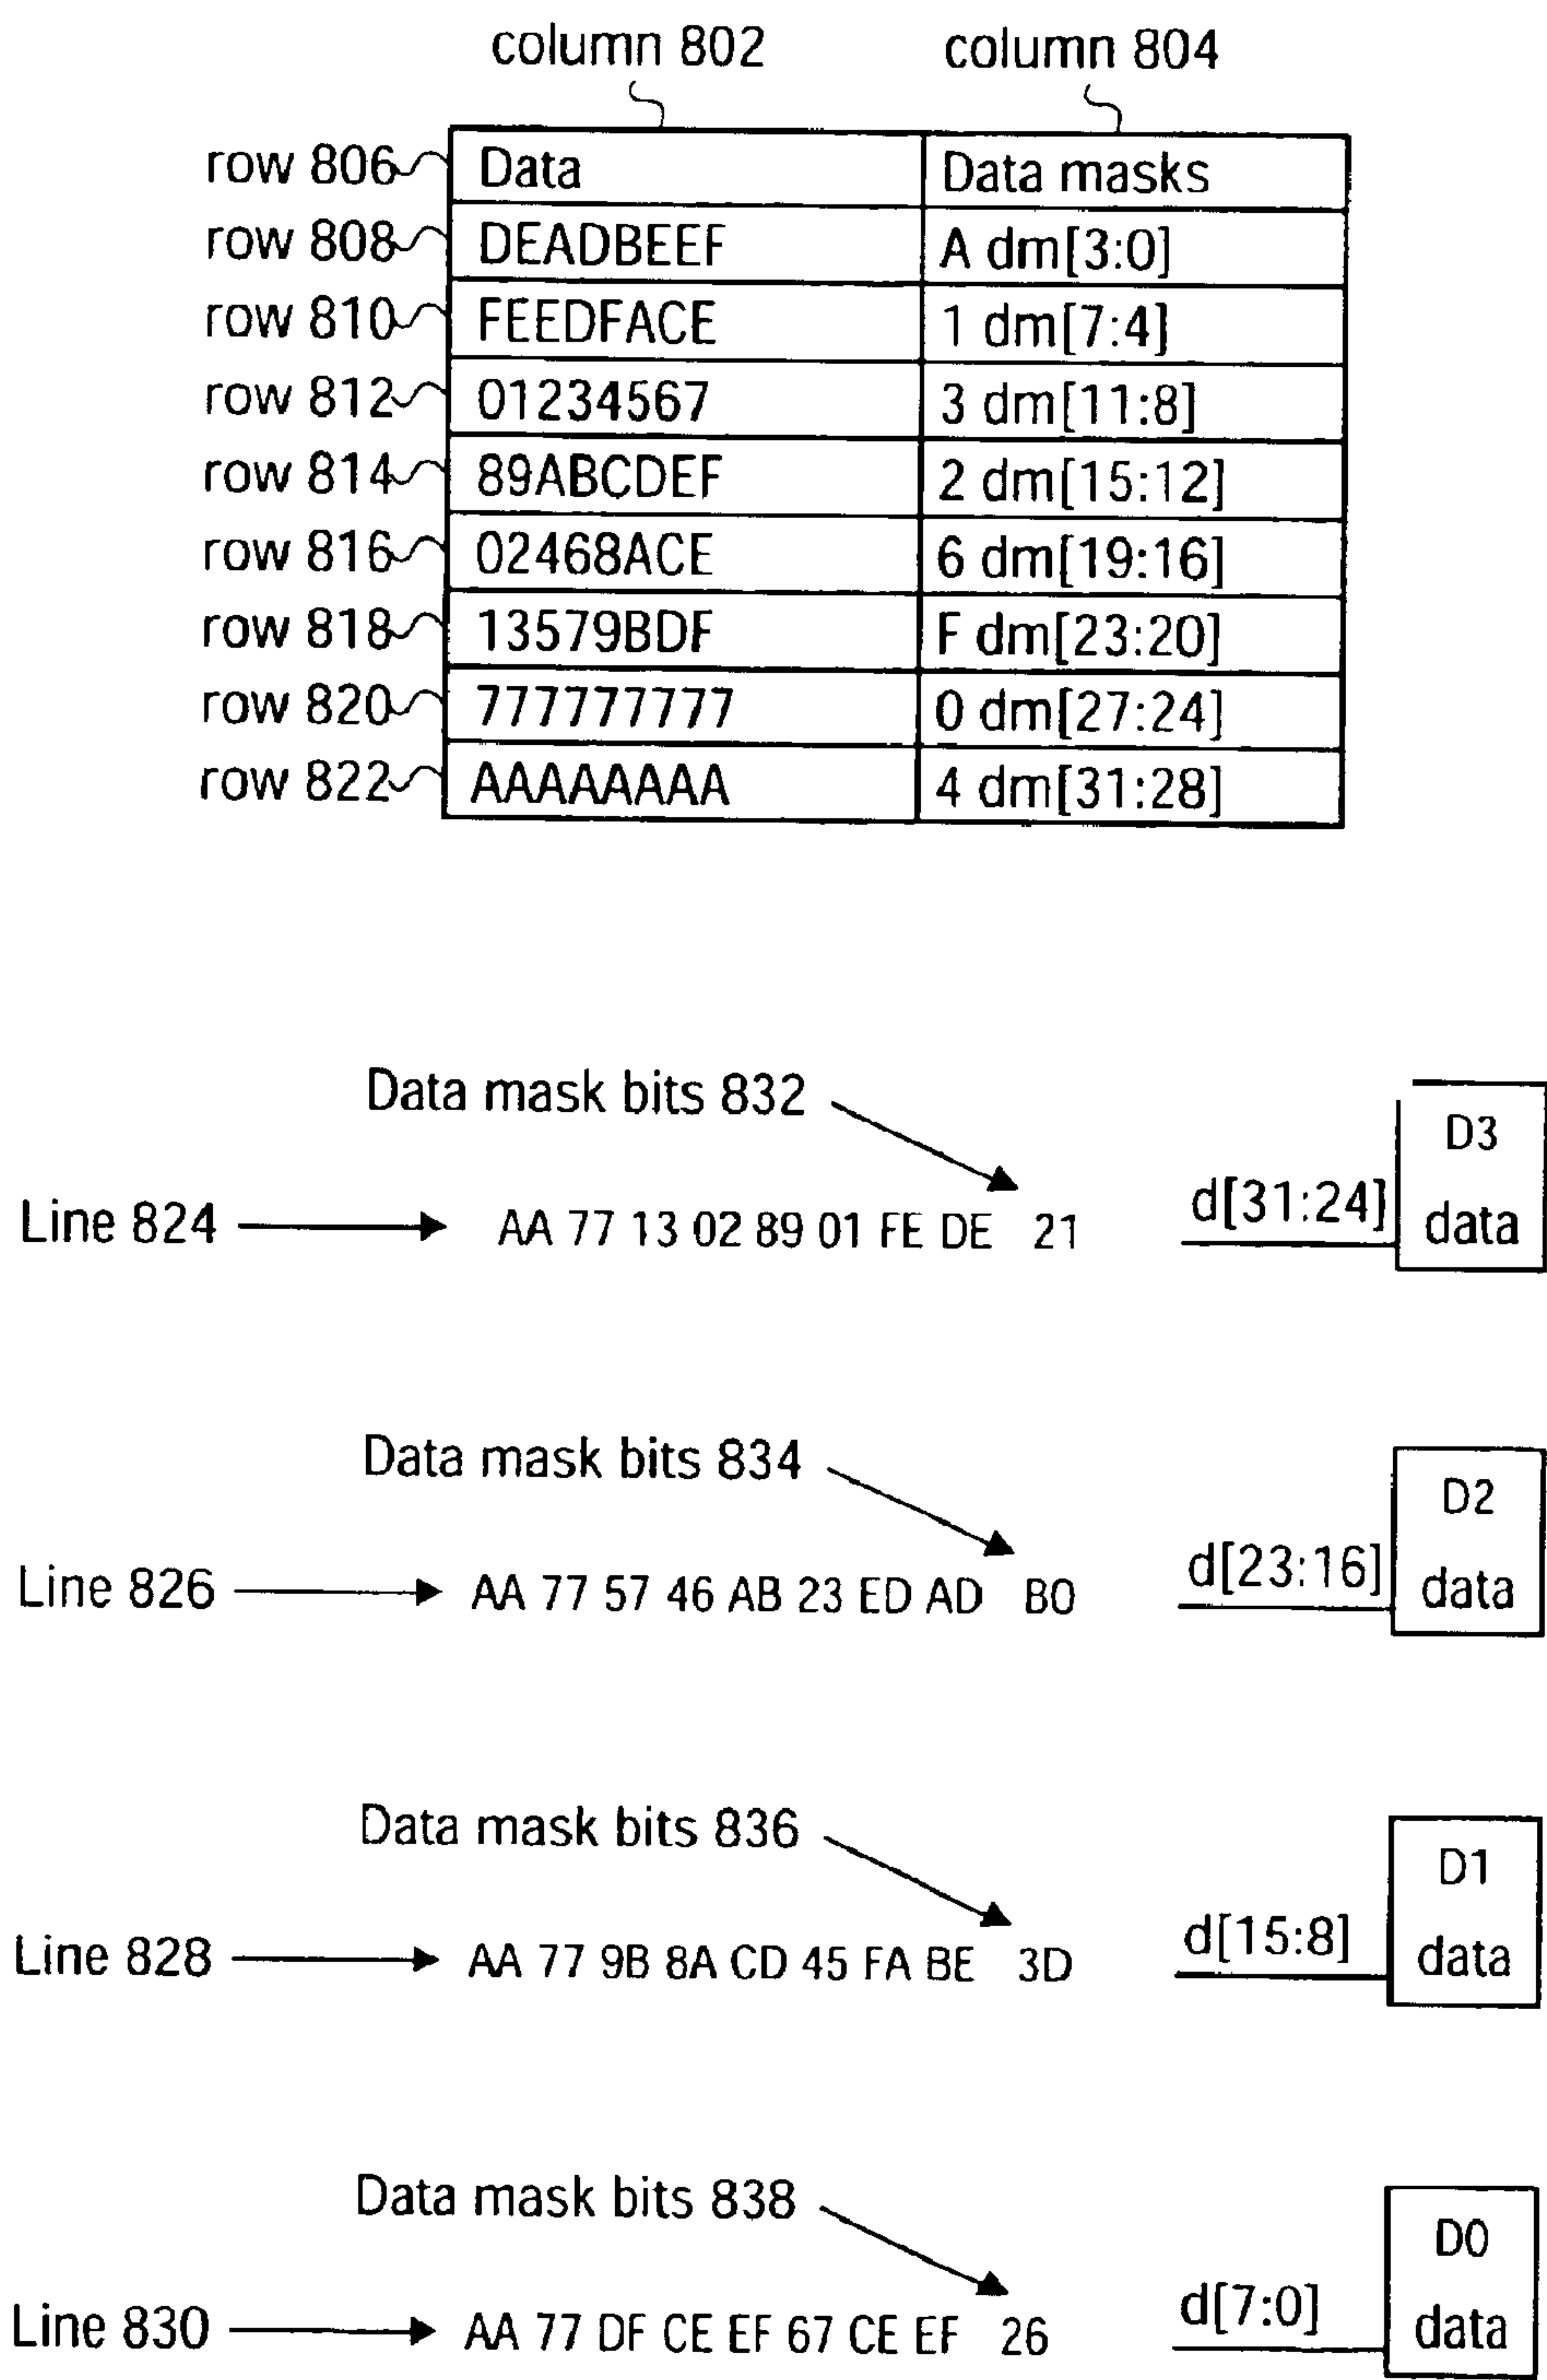 column 802 column 804
row 806 Data Data masks
row 808 DEADBEEF A dm[3:0]
row 810 FEEDFACE 1 dm[7:4]
row 812 01234567 3 dm[11:8]
row 814 89ABCDEF 2 dm[15:12]
row 816 02468ACE 6 dm[19:16]
row 818 13579BDF F dm[23:20]
row 820 777777777 0 dm[27:24]
row 822 AAAAAAAA 4 dm[31:28]
Data mask bits 832
D3
Line 824 AA 77 13 02 89 01 FE DE 21 d[31:24] data
Data mask bits 834
D2
Line 826 AA 77 57 46 AB 23 ED AD B0 d[23:16] data
Data mask bits 836
D1
Line 828 AA 77 9B 8A CD 45 FA BE 3D d[15:8] data
Data mask bits 838
D0
Line 830 AA 77 DF CE EF 67 CE EF 26 d[7:0] data